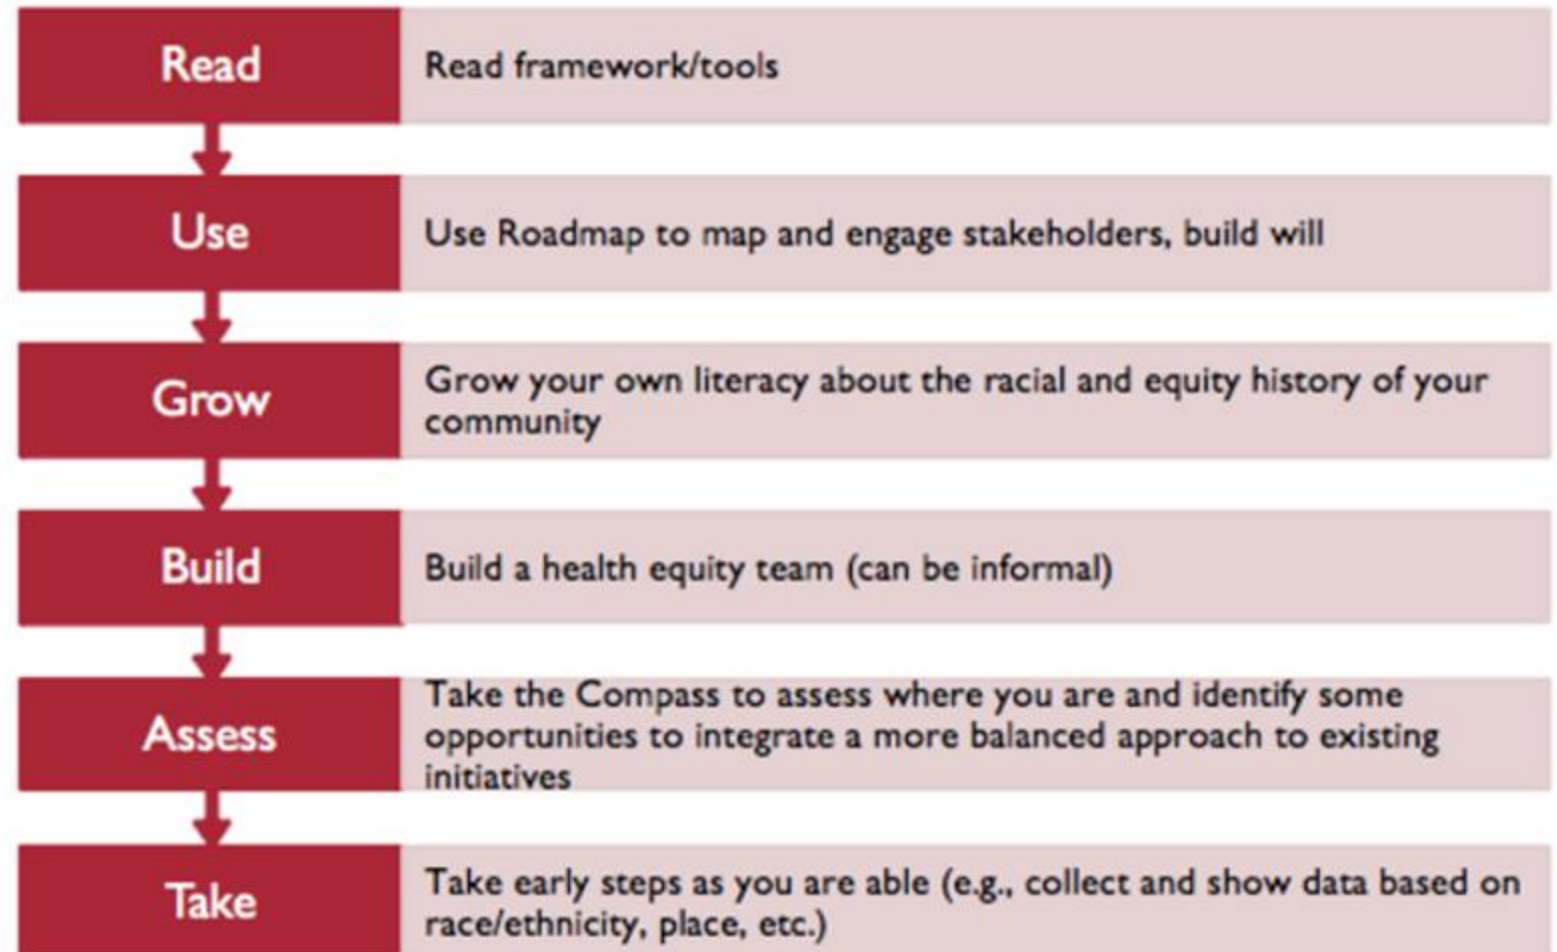 Read
Read framework/tools
Use
Use Roadmap to map and engage stakeholders, build will
Grow
Grow your own literacy about the racial and equity history of your
community
Build
Build a health equity team (can be informal)
Assess
Take the Compass to assess where you are and identify some
opportunities to integrate a more balanced approach to existing
initiatives
Take
Take early steps as you are able (e.g., collect and show data based on
race/ethnicity, place, etc.)